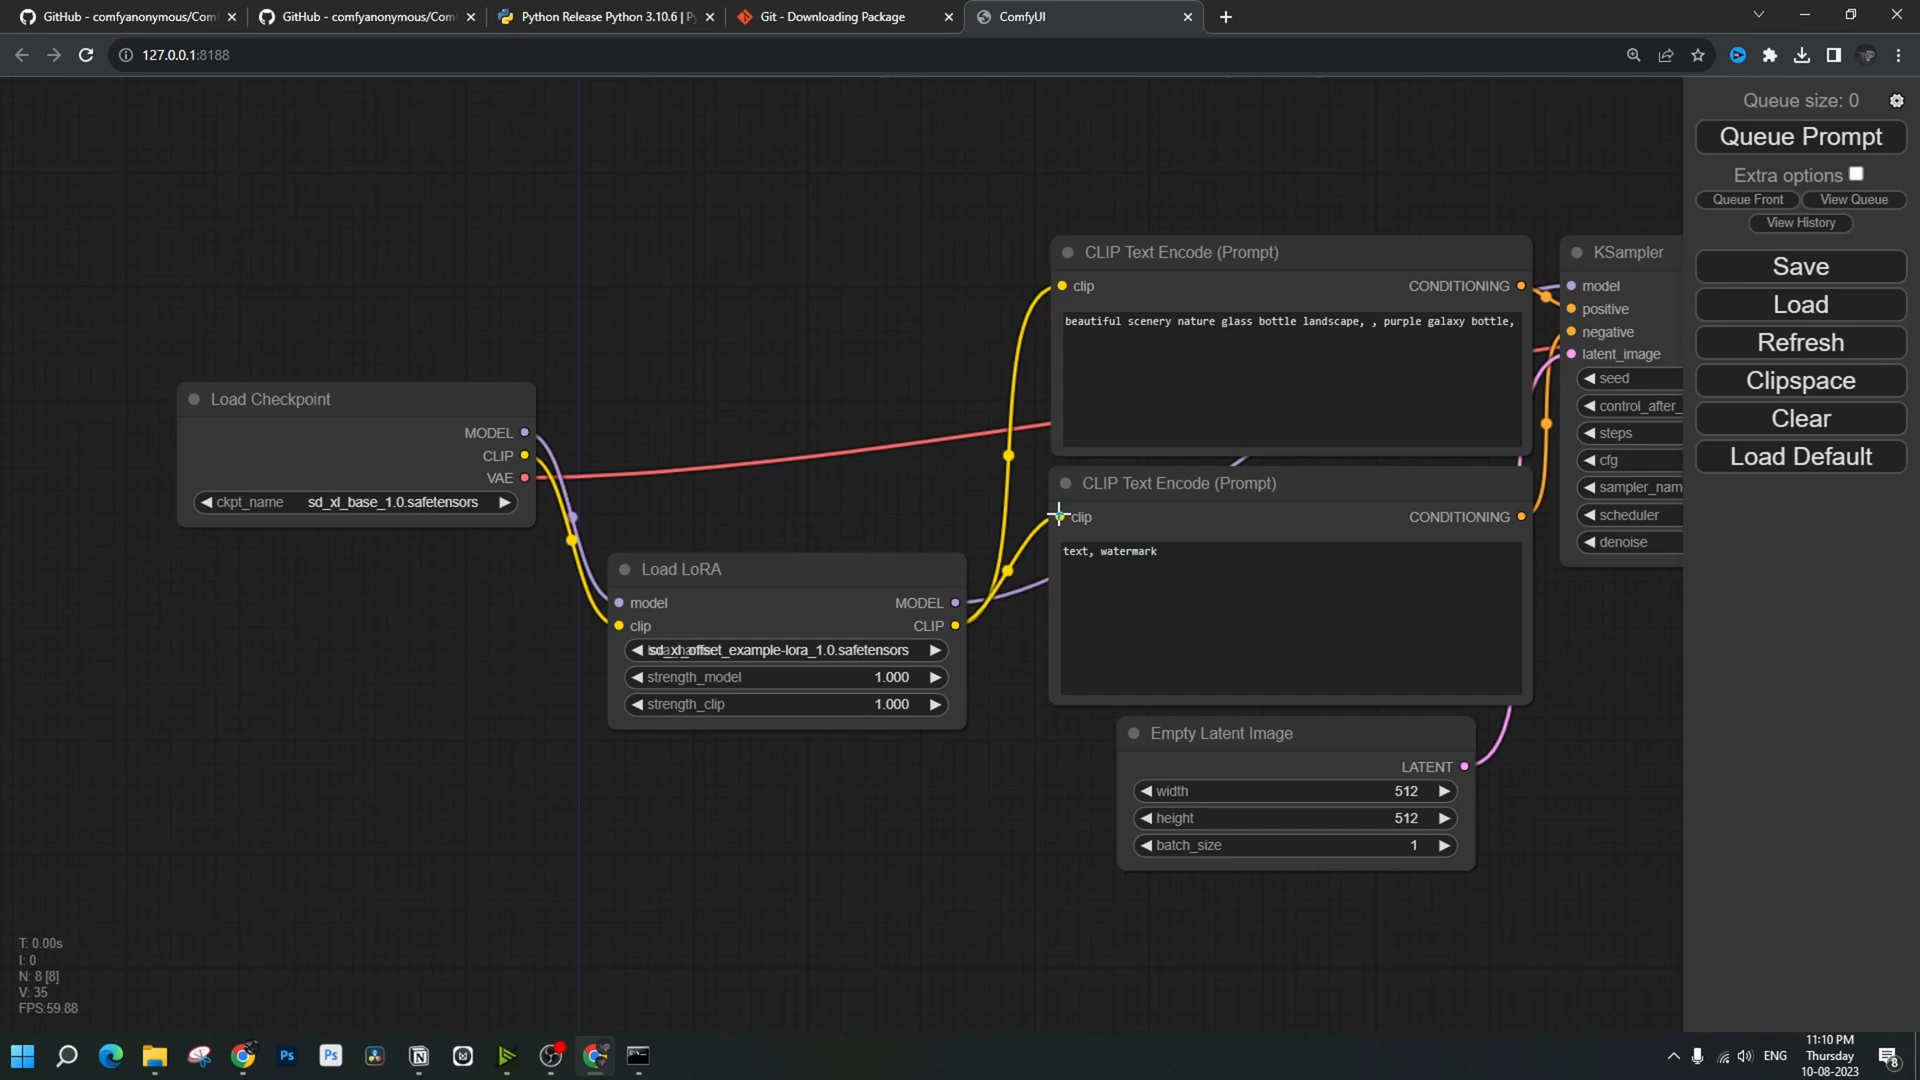 GitHub - comfyanonymous/Com
GitHub - comfyanonymous/Com
Python Release Python 3.10.6 |
Git - Downloading Package
ComfyUI
127.0.0.1:8188
Queue size: 0
Queue Prompt
Extra options
Queue Front
View Queue
View History
Save
Load
Refresh
Clipspace
Clear
Load Default
Load Checkpoint
MODEL
CLIP
VAE
ckpt_name
sd_xl_base_1.0.safetensors
Load LoRA
model
MODEL
clip
CLIP
sd_xl_offset_example-lora_1.0.safetensors
strength_model
1.000
strength_clip
1.000
CLIP Text Encode (Prompt)
clip
CONDITIONING
beautiful scenery nature glass bottle landscape, , purple galaxy bottle,
CLIP Text Encode (Prompt)
clip
CONDITIONING
text, watermark
Empty Latent Image
LATENT
width
512
height
512
batch_size
1
KSampler
model
positive
negative
latent_image
seed
control_after_
steps
cfg
sampler_nam
scheduler
denoise
T: 0.00s
I: 0
N: 8 [8]
V: 35
FPS:59.88
Ps
Ps
ENG
11:10 PM
Thursday
10-08-2023
8